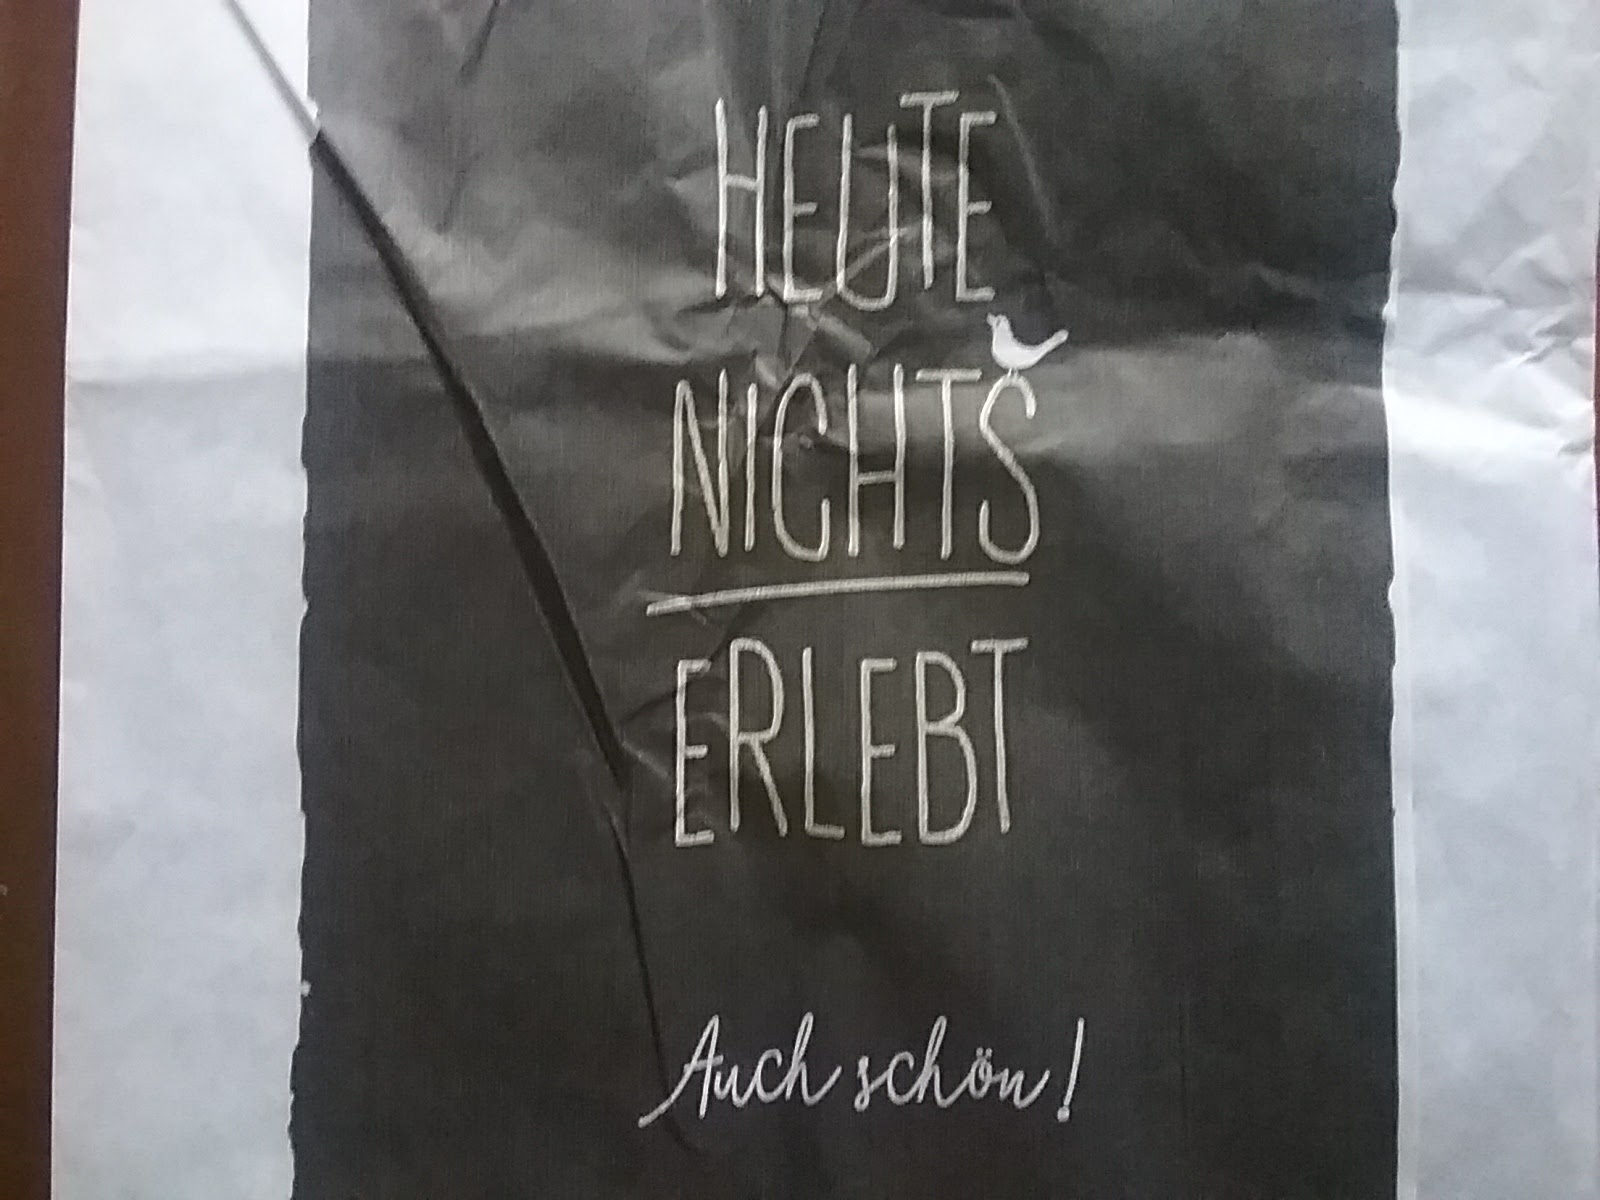 HEUTE
NICHTS
ERLEBT
Auch schön!